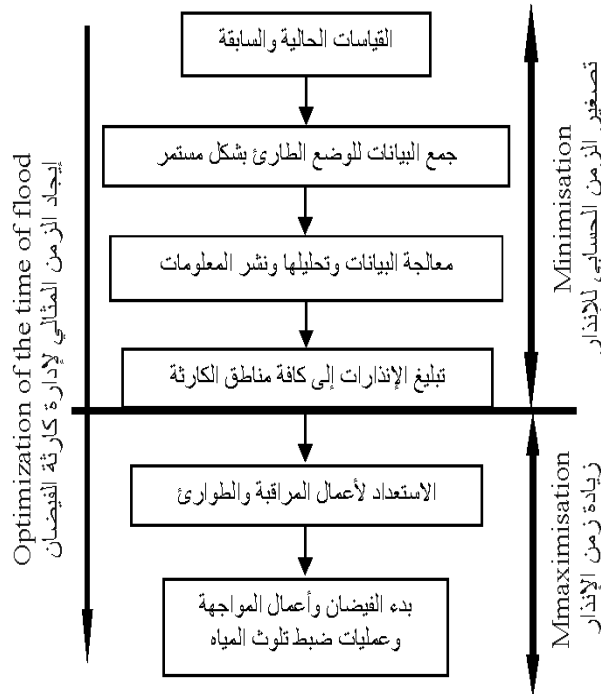 القياسات الحالية والسابقة
جمع البيانات للوضع الطارئ بشكل مستمر
معالجة البيانات وتحليلها ونشر المعلومات
تبليغ الإنذارات إلى كافة مناطق الكارثة
الاستعداد لأعمال المراقبة والطوارئ
بدء الفيضان وأعمال المواجهة
وعمليات ضبط تلوث المياه
Optimization of the time of flood
إيجاد الزمن المثالي لإدارة كارثة الفيضان
Minimisation
تصغير الزمن الحسابي للإنذار
Mmaximisation
زيادة زمن الإنذار